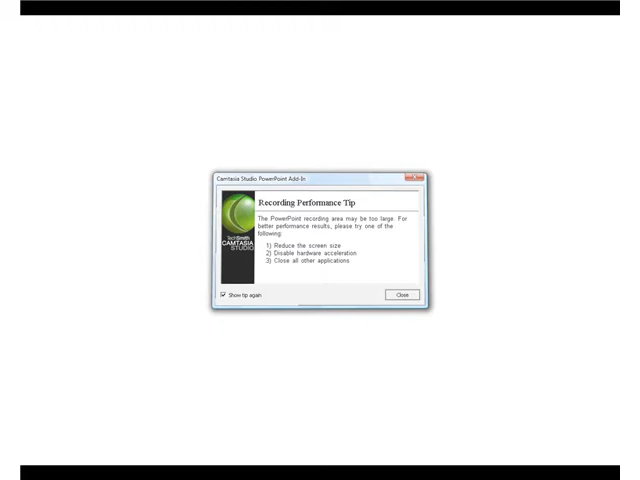 Camtasia Studio PowerPoint Add-In
Recording Performance Tip
The PowerPoint recording area may be too large. For
better performance results, please try one of the
following:
1) Reduce the screen size
2) Disable hardware acceleration
3) Close all other applications
TechSmith
CAMTASIA
STUDIO
Show tip again
Close